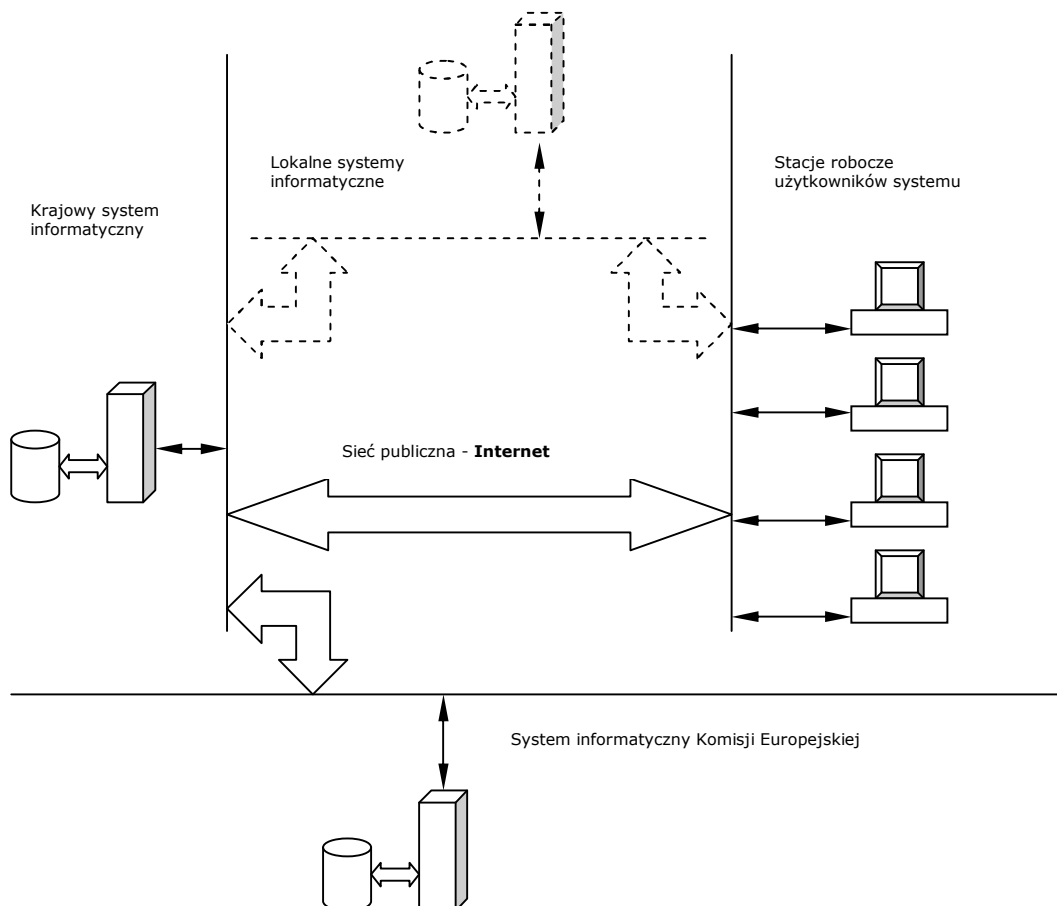 Lokalne systemy
informatyczne
Stacje robocze
użytkowników systemu
Krajowy system
informatyczny
Sieć publiczna - Internet
System informatyczny Komisji Europejskiej